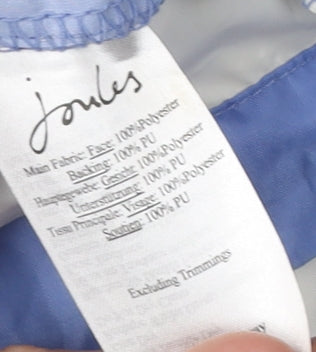 joules
Main Fabric: Face: 100%Polyester
Backing: 100% PU
Hauptgewebe: Gesicht: 100%Polyester
Unterstützung: 100% PU
Tissu Principale: Visage: 100%Polyester
Soutien: 100% PU
Excluding Trimmings